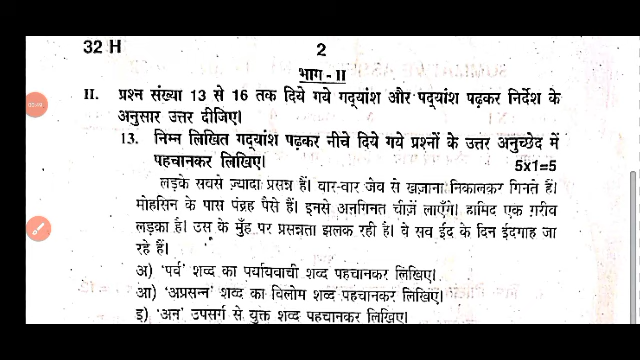 32 H
2
भाग - II
II. प्रश्न संख्या 13 से 16 तक दिये गये गद्यांश और पद्यांश पढ़कर निर्देश के
अनुसार उत्तर दीजिए।
13. निम्न लिखित गद्यांश पढ़कर नीचे दिये गये प्रश्नों के उत्तर अनुच्छेद में
पहचानकर लिखिए। 5x1=5
लड़के सबसे ज़्यादा प्रसन्न हैं। बार-बार जेब से खज़ाना निकालकर गिनते हैं।
मोहसिन के पास पंद्रह पैसे हैं। इनसे अनगिनत चीज़ें लाएँगे। हामिद एक ग़रीब
लड़का है। उस के मुँह पर प्रसन्नता झलक रही है। वे सब ईद के दिन ईदगाह जा
रहे हैं।
अ) 'पर्व' शब्द का पर्यायवाची शब्द पहचानकर लिखिए।
आ) 'अप्रसन्न' शब्द का विलोम शब्द पहचानकर लिखिए।
इ) 'अन' उपसर्ग से युक्त शब्द पहचानकर लिखिए।